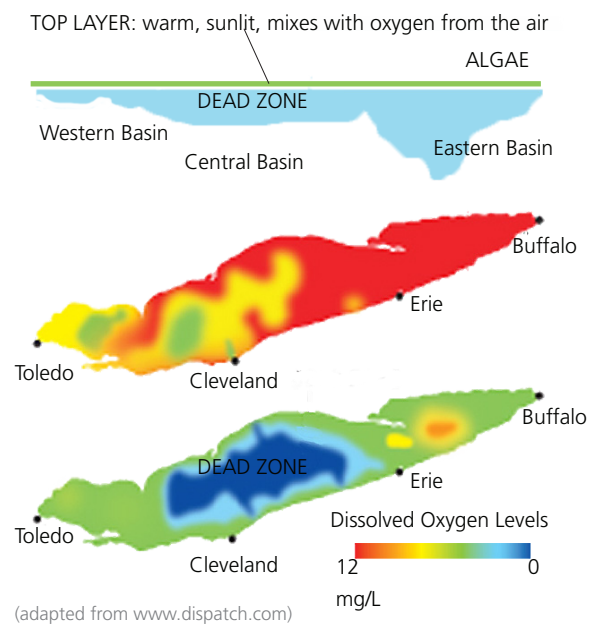 TOP LAYER: warm, sunlit, mixes with oxygen from the air
ALGAE
DEAD ZONE
Western Basin
Central Basin
Eastern Basin
Buffalo
Erie
Toledo
Cleveland
Buffalo
DEAD ZONE
Erie
Toledo
Cleveland
Dissolved Oxygen Levels
12 0
mg/L
(adapted from www.dispatch.com)